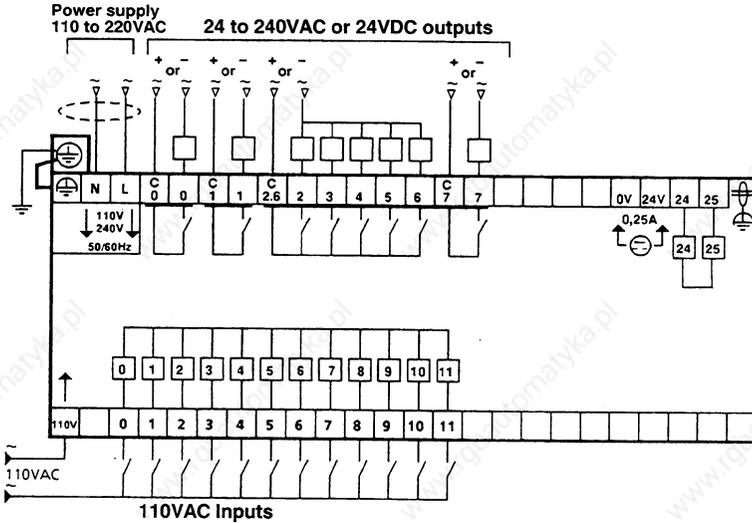 Power supply
110 to 220VAC
24 to 240VAC or 24VDC outputs
+ or − + or − + or − + or −
~ ~ ~ ~ ~ ~ ~ ~ ~ ~
N L C 0 0 C 1 1 C 2.6 2 3 4 5 6 C 7 7 0V 24V 24 25
110V
240V
50/60Hz
0,25A
24 25
0 1 2 3 4 5 6 7 8 9 10 11
110V 0 1 2 3 4 5 6 7 8 9 10 11
~
110VAC
~
110VAC Inputs
www.rgbautomatyka.pl